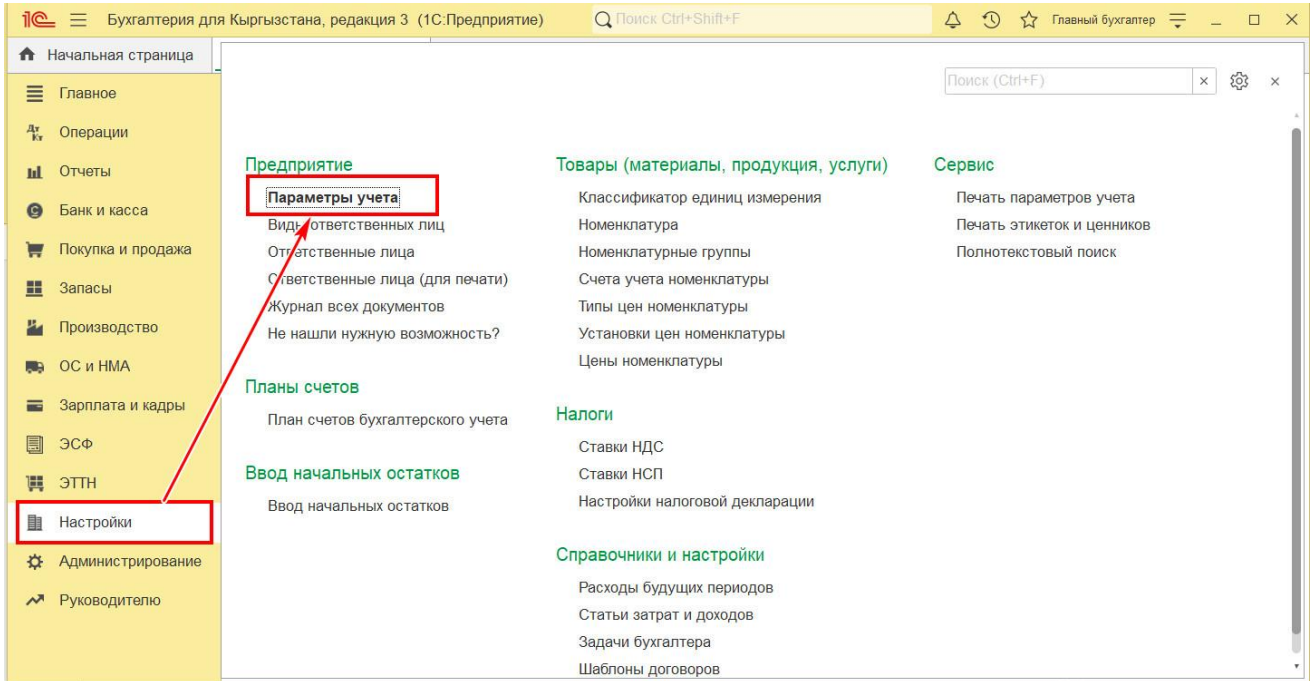 1С Бухгалтерия для Кыргызстана, редакция 3 (1С:Предприятие) Поиск Ctrl+Shift+F Главный бухгалтер
Начальная страница
Поиск (Ctrl+F)
Главное
Операции
Отчеты
Банк и касса
Покупка и продажа
Запасы
Производство
ОС и НМА
Зарплата и кадры
ЭСФ
ЭТТН
Настройки
Администрирование
Руководителю
Предприятие
Параметры учета
Виды ответственных лиц
Ответственные лица
Ответственные лица (для печати)
Журнал всех документов
Не нашли нужную возможность?
Планы счетов
План счетов бухгалтерского учета
Ввод начальных остатков
Ввод начальных остатков
Товары (материалы, продукция, услуги)
Классификатор единиц измерения
Номенклатура
Номенклатурные группы
Счета учета номенклатуры
Типы цен номенклатуры
Установки цен номенклатуры
Цены номенклатуры
Налоги
Ставки НДС
Ставки НСП
Настройки налоговой декларации
Справочники и настройки
Расходы будущих периодов
Статьи затрат и доходов
Задачи бухгалтера
Шаблоны договоров
Сервис
Печать параметров учета
Печать этикеток и ценников
Полнотекстовый поиск